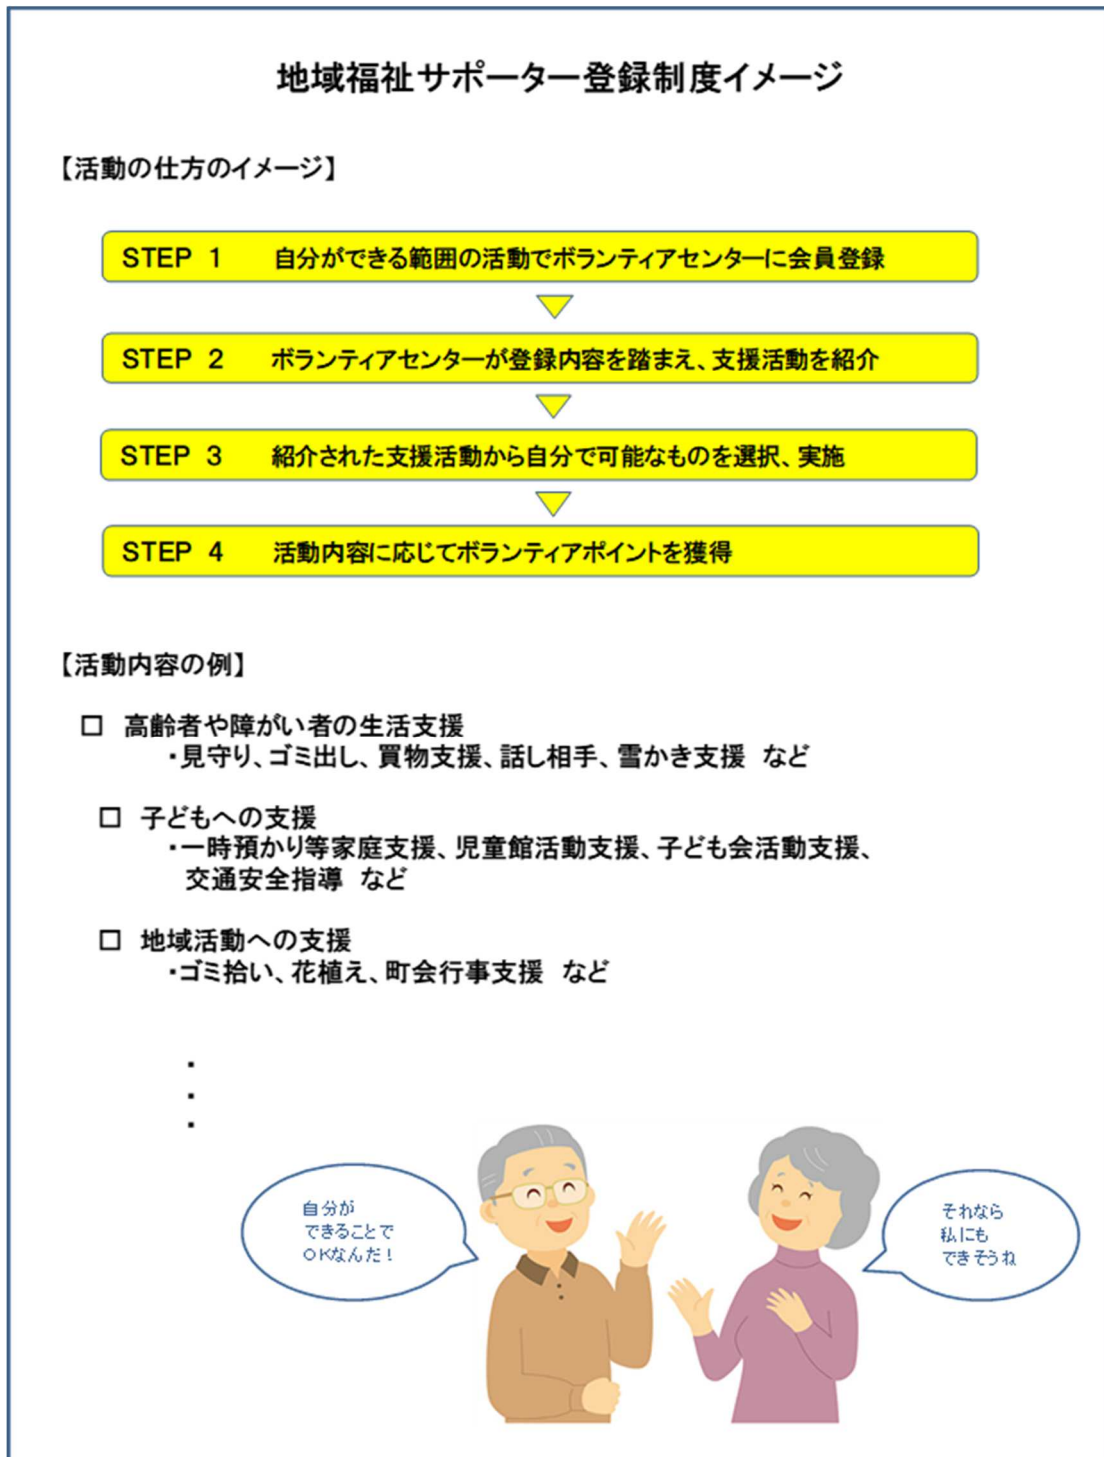 地域福祉サポーター登録制度イメージ
【活動の仕方のイメージ】
STEP 1 自分ができる範囲の活動でボランティアセンターに会員登録
STEP 2 ボランティアセンターが登録内容を踏まえ、支援活動を紹介
STEP 3 紹介された支援活動から自分で可能なものを選択、実施
STEP 4 活動内容に応じてボランティアポイントを獲得
【活動内容の例】
□ 高齢者や障がい者の生活支援
・見守り、ゴミ出し、買物支援、話し相手、雪かき支援 など
□ 子どもへの支援
・一時預かり等家庭支援、児童館活動支援、子ども会活動支援、
交通安全指導 など
□ 地域活動への支援
・ゴミ拾い、花植え、町会行事支援 など
・
・
・
自分が
できることで
OKなんだ！
それなら
私にも
できそうね